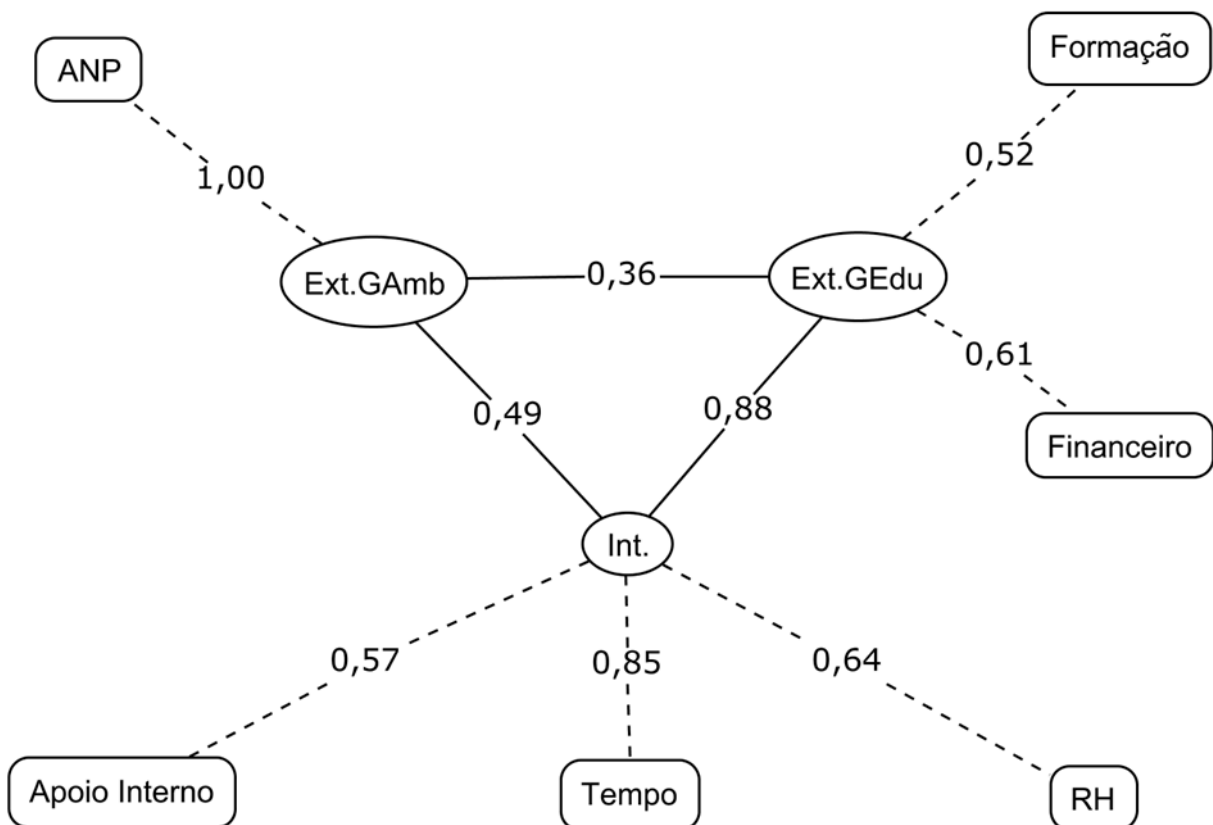 Formação
ANP
0,52
1,00
Ext.GAmb
0,36
Ext.GEdu
0,61
0,49
0,88
Financeiro
Int.
0,57
0,85
0,64
Apoio Interno
Tempo
RH